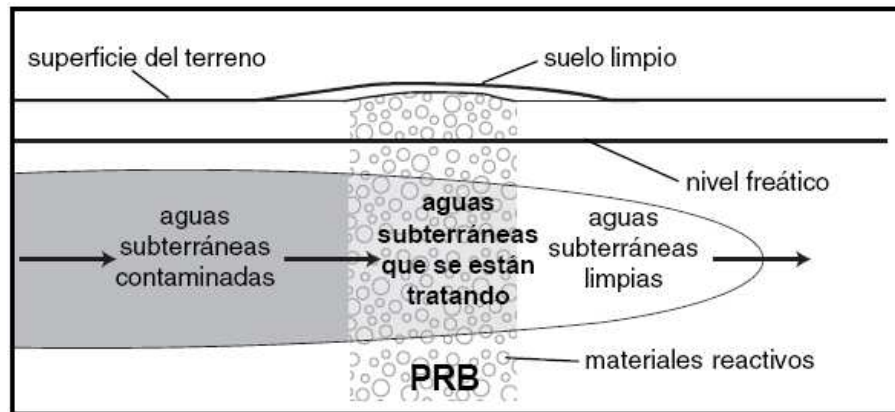 superficie del terreno
suelo limpio
nivel freático
aguas
subterráneas
contaminadas
aguas
subterráneas
que se están
tratando
aguas
subterráneas
limpias
materiales reactivos
PRB